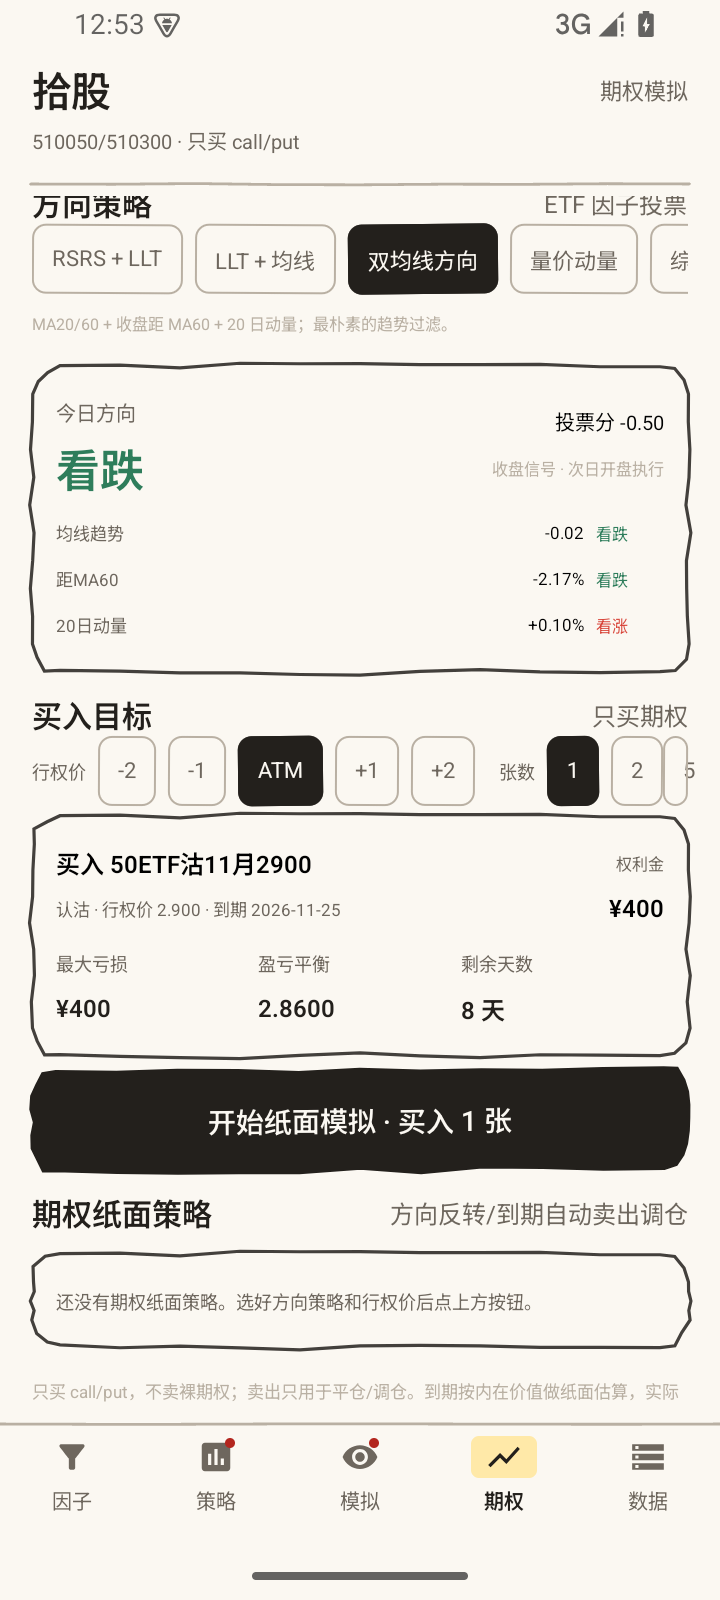 12:53
3G
拾股
期权模拟
510050/510300 · 只买 call/put
方向策略
ETF 因子投票
RSRS + LLT
LLT + 均线
双均线方向
量价动量
综
MA20/60 + 收盘距 MA60 + 20 日动量；最朴素的趋势过滤。
今日方向
投票分 -0.50
看跌
收盘信号 · 次日开盘执行
均线趋势 -0.02 看跌
距MA60 -2.17% 看跌
20日动量 +0.10% 看涨
买入目标
只买期权
行权价 -2 -1 ATM +1 +2 张数 1 2 5
买入 50ETF沽11月2900
权利金
认沽 · 行权价 2.900 · 到期 2026-11-25
¥400
最大亏损 盈亏平衡 剩余天数
¥400 2.8600 8 天
开始纸面模拟 · 买入 1 张
期权纸面策略
方向反转/到期自动卖出调仓
还没有期权纸面策略。选好方向策略和行权价后点上方按钮。
只买 call/put，不卖裸期权；卖出只用于平仓/调仓。到期按内在价值做纸面估算，实际
因子 策略 模拟 期权 数据